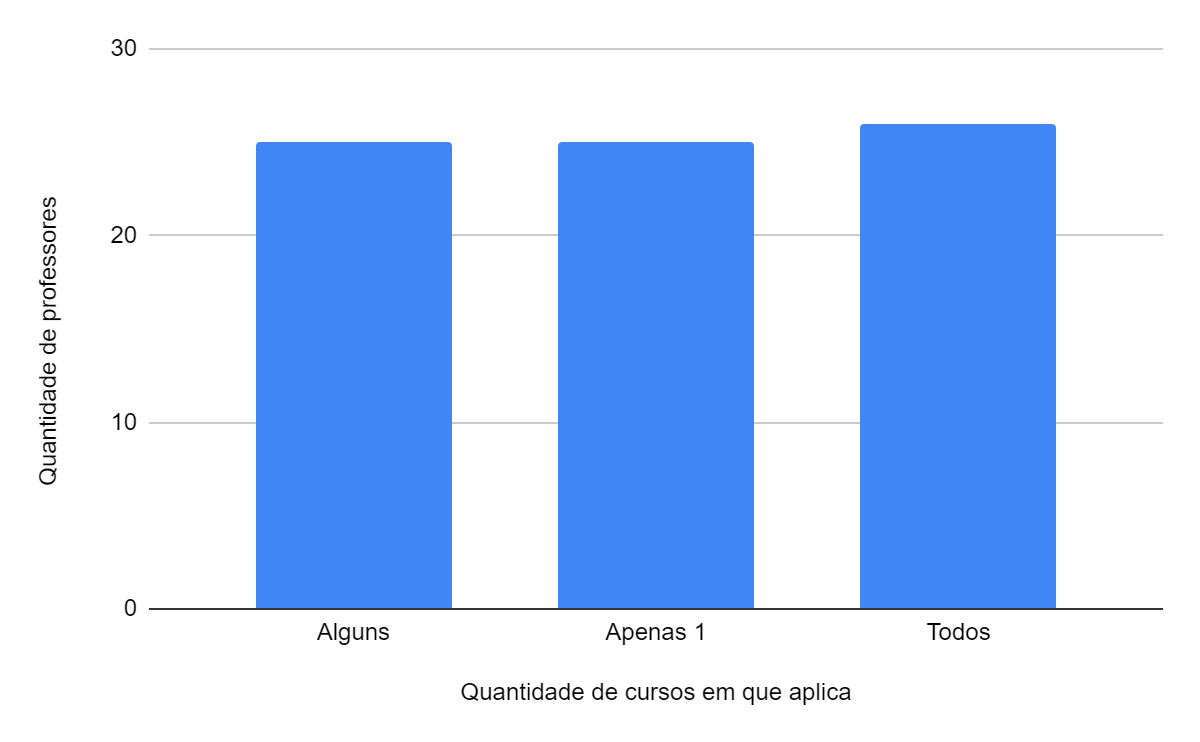 30
20
10
0
Quantidade de professores
Alguns
Apenas 1
Todos
Quantidade de cursos em que aplica